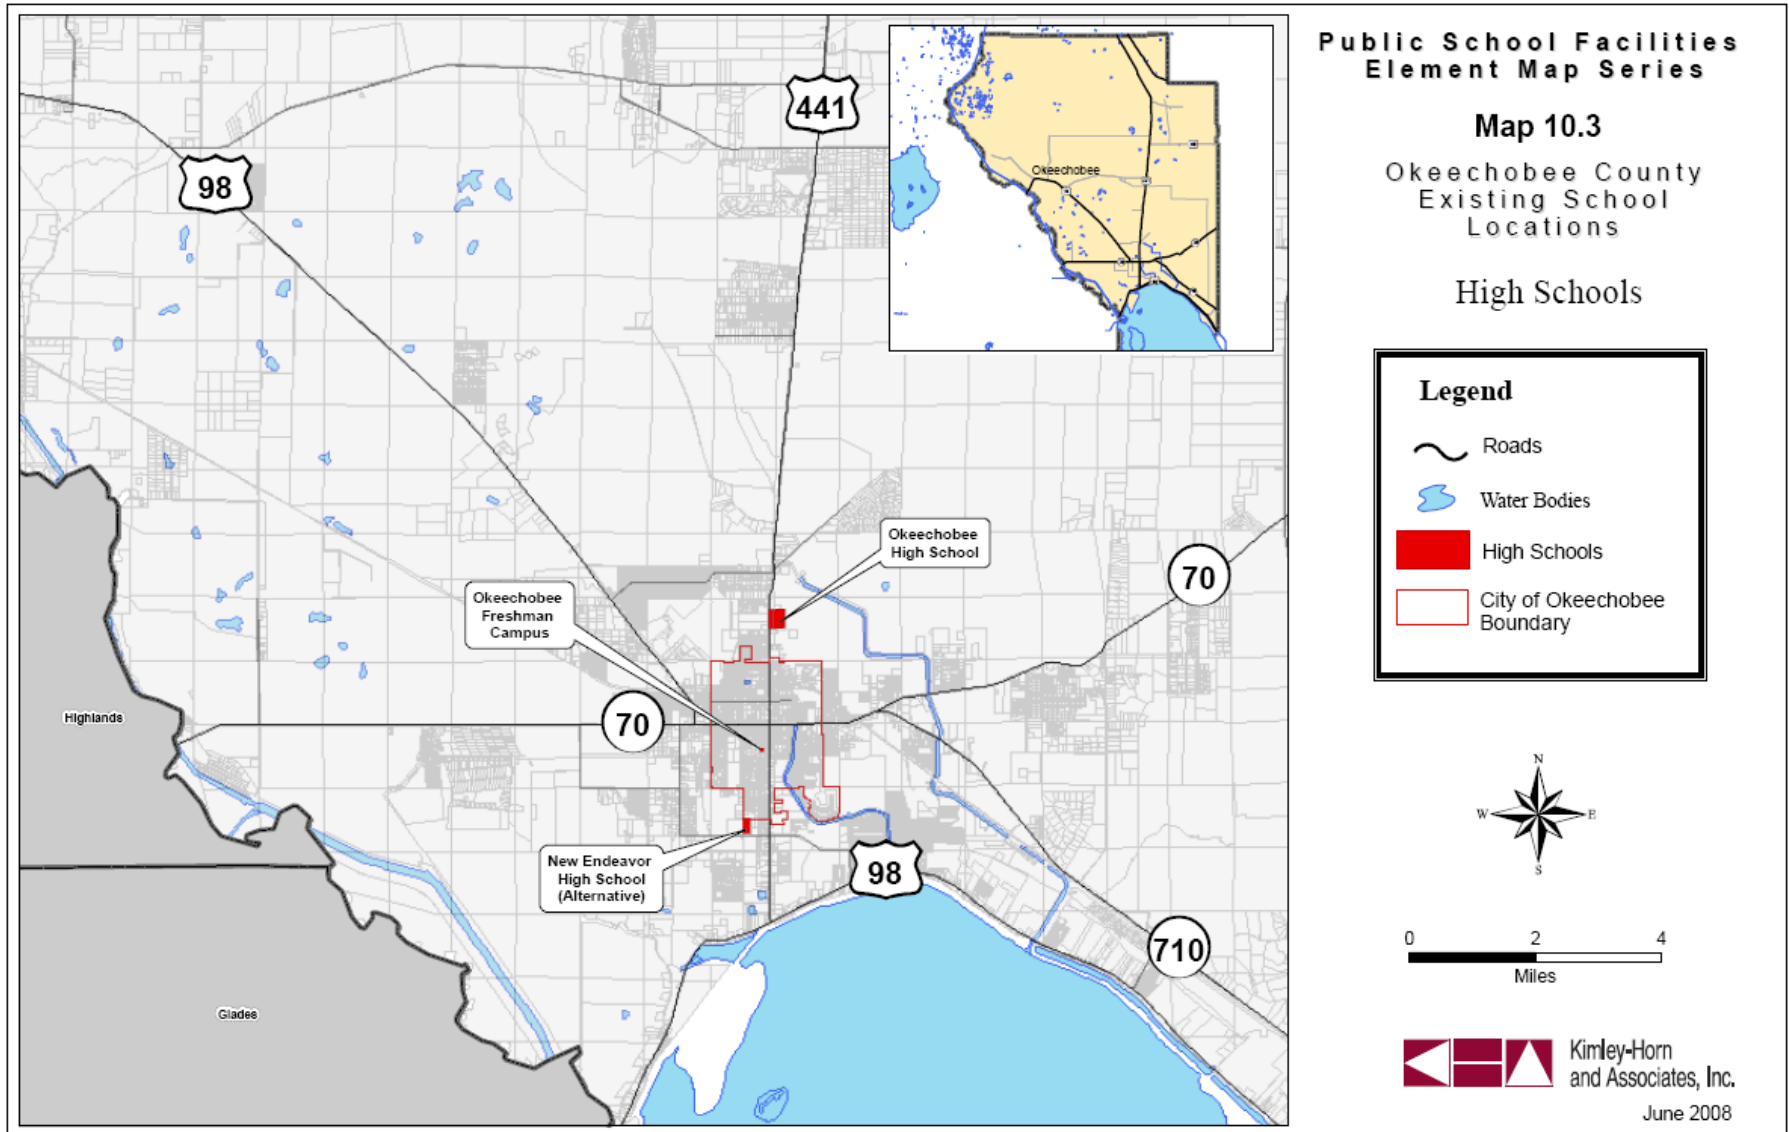 Public School Facilities
Element Map Series
Map 10.3
Okeechobee County
Existing School
Locations
High Schools
Legend
Roads
Water Bodies
High Schools
City of Okeechobee
Boundary
N
W
E
S
0
2
4
Miles
Kimley-Horn
and Associates, Inc.
June 2008
441
98
Okeechobee
Okeechobee
High School
70
Okeechobee
Freshman
Campus
Highlands
70
New Endeavor
High School
(Alternative)
98
710
Glades